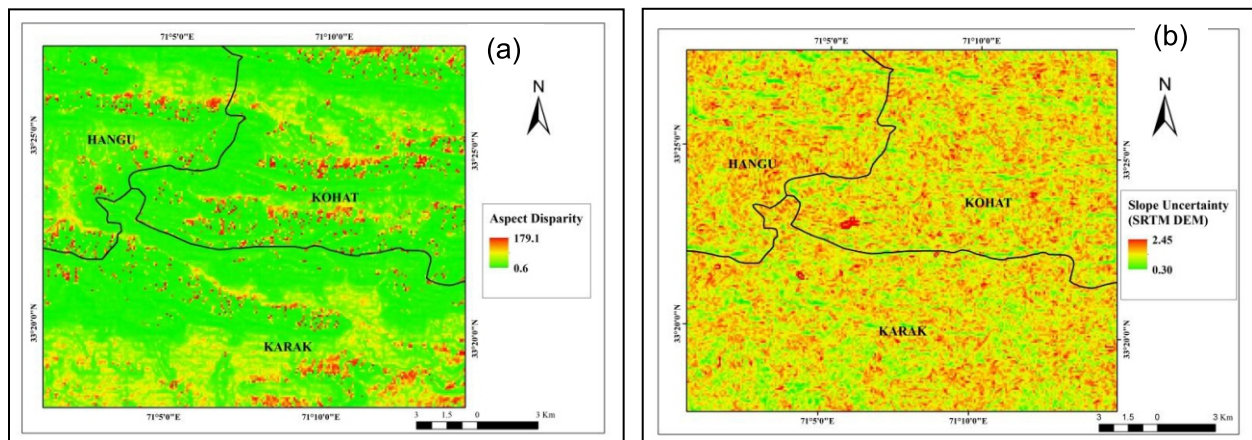 71°5'0"E
71°10'0"E
(a)
N
33°25'0"N
33°25'0"N
HANGU
KOHAT
Aspect Disparity
179.1
0.6
33°20'0"N
33°20'0"N
KARAK
71°5'0"E
71°10'0"E
3 1.5 0 3 Km
71°5'0"E
71°10'0"E
(b)
N
33°25'0"N
33°25'0"N
HANGU
KOHAT
Slope Uncertainty
(SRTM DEM)
2.45
0.30
33°20'0"N
33°20'0"N
KARAK
71°5'0"E
71°10'0"E
3 1.5 0 3 Km